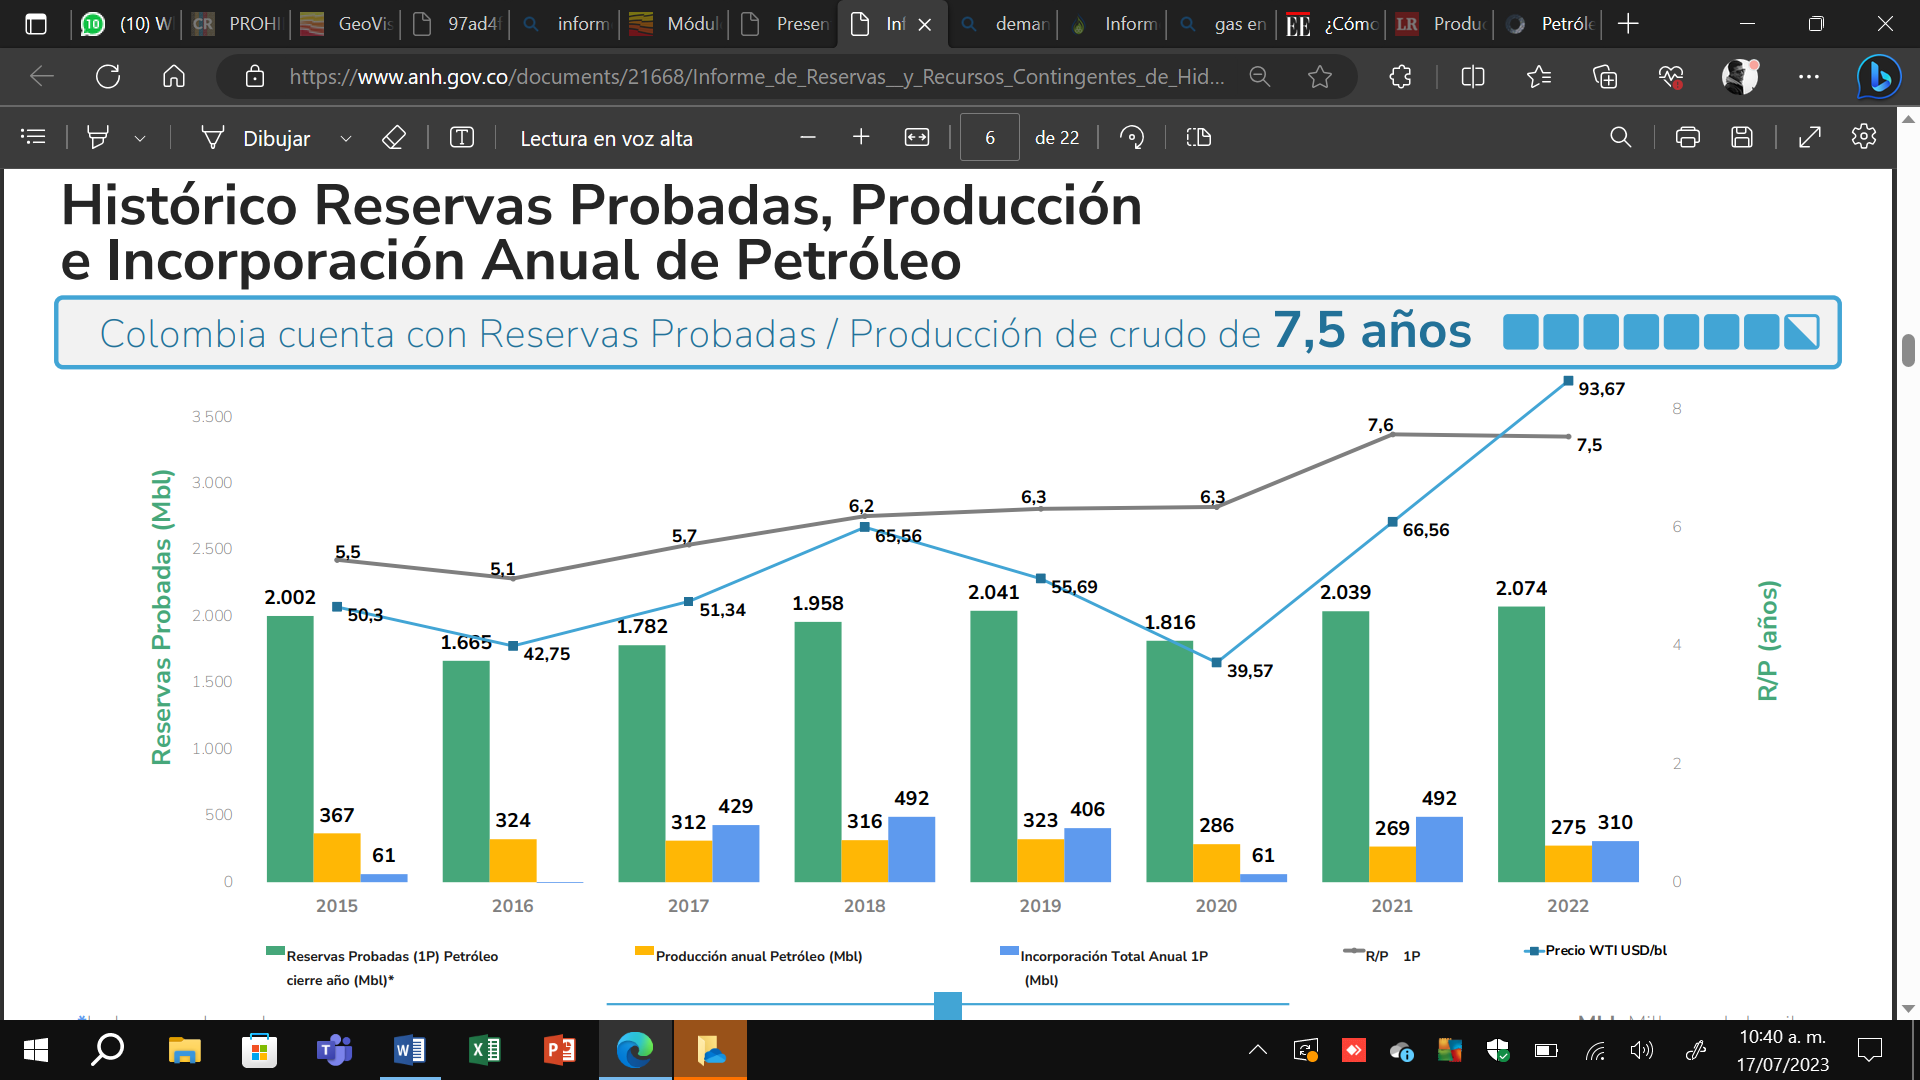 (10) W
CR PROHI
GeoVis
97ad4f
inform
Módul
Presen
Inf
deman
Inform
gas en
EE ¿Cómo
LR Produc
Petróle
https://www.anh.gov.co/documents/21668/Informe_de_Reservas__y_Recursos_Contingentes_de_Hid...
Dibujar
Lectura en voz alta
6 de 22
Histórico Reservas Probadas, Producción
e Incorporación Anual de Petróleo
Colombia cuenta con Reservas Probadas / Producción de crudo de 7,5 años
Reservas Probadas (Mbl)
3.500
3.000
2.500
2.000
1.500
1.000
500
0
R/P (años)
8
6
4
2
0
5,5
5,1
5,7
6,2
6,3
6,3
7,6
7,5
50,3
42,75
51,34
65,56
55,69
39,57
66,56
93,67
2.002
1.665
1.782
1.958
2.041
1.816
2.039
2.074
367
324
312
316
323
286
269
275
61
429
492
406
61
492
310
2015
2016
2017
2018
2019
2020
2021
2022
Reservas Probadas (1P) Petróleo
cierre año (Mbl)*
Producción anual Petróleo (Mbl)
Incorporación Total Anual 1P
(Mbl)
R/P 1P
Precio WTI USD/bl
10:40 a. m.
17/07/2023